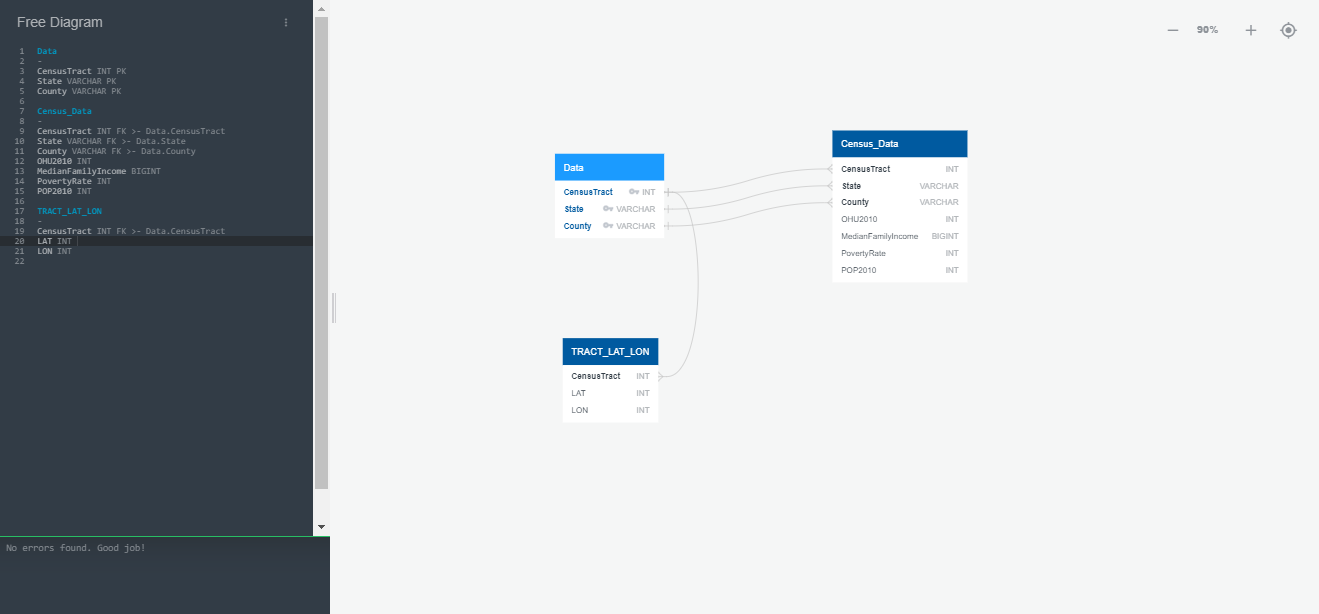 Free Diagram
1 Data
2 -
3 CensusTract INT PK
4 State VARCHAR PK
5 County VARCHAR PK
6
7 Census_Data
8 -
9 CensusTract INT FK >- Data.CensusTract
10 State VARCHAR FK >- Data.State
11 County VARCHAR FK >- Data.County
12 OHU2010 INT
13 MedianFamilyIncome BIGINT
14 PovertyRate INT
15 POP2010 INT
16
17 TRACT_LAT_LON
18 -
19 CensusTract INT FK >- Data.CensusTract
20 LAT INT
21 LON INT
22
No errors found. Good job!
90%
Data
CensusTract INT
State VARCHAR
County VARCHAR
Census_Data
CensusTract INT
State VARCHAR
County VARCHAR
OHU2010 INT
MedianFamilyIncome BIGINT
PovertyRate INT
POP2010 INT
TRACT_LAT_LON
CensusTract INT
LAT INT
LON INT